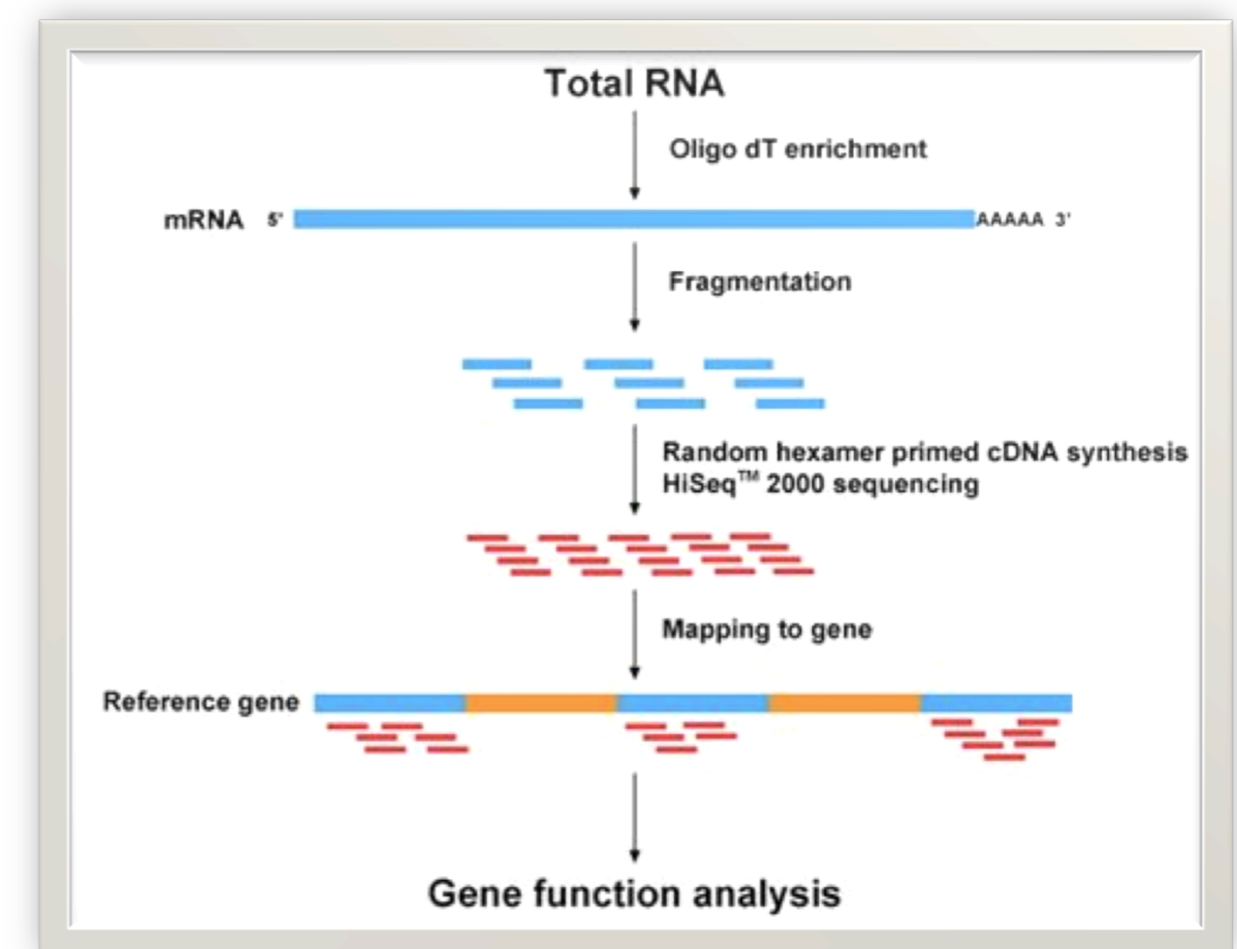 Total RNA
Oligo dT enrichment
mRNA 5' AAAAA 3'
Fragmentation
Random hexamer primed cDNA synthesis
HiSeq™ 2000 sequencing
Mapping to gene
Reference gene
Gene function analysis